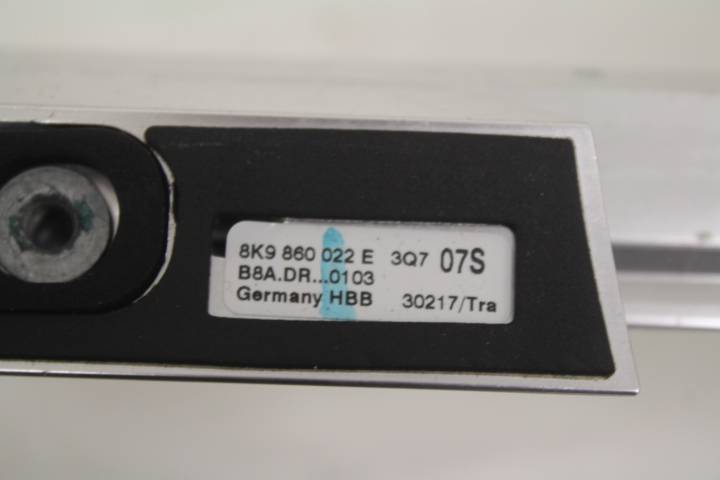 8K9 860 022 E 3Q7 07S
B8A.DR...0103
Germany HBB 30217/Tra